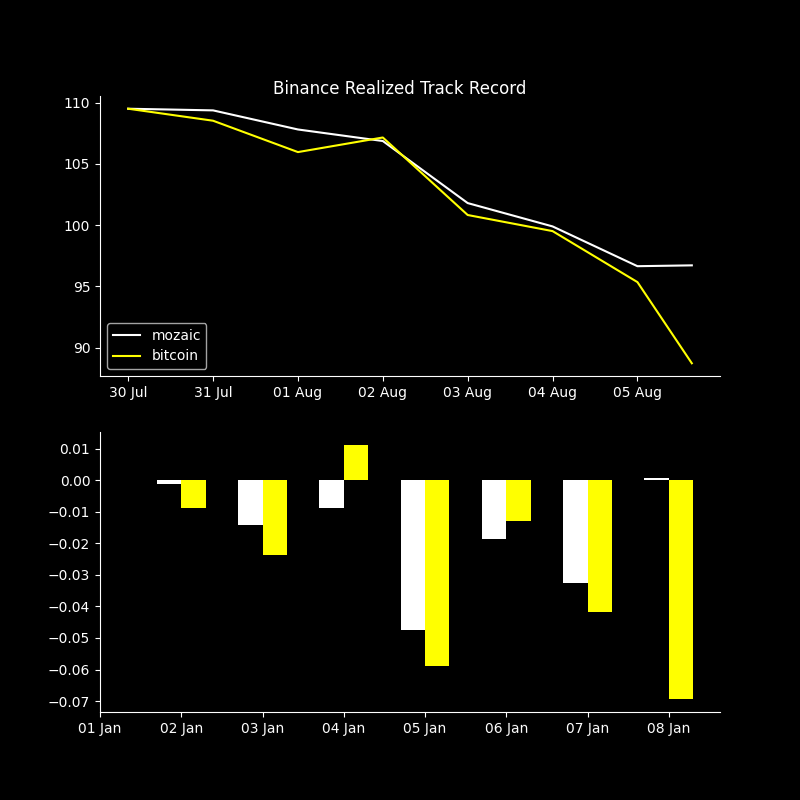 Binance Realized Track Record
110
105
100
95
90
mozaic
bitcoin
30 Jul 31 Jul 01 Aug 02 Aug 03 Aug 04 Aug 05 Aug
0.01
0.00
−0.01
−0.02
−0.03
−0.04
−0.05
−0.06
−0.07
01 Jan 02 Jan 03 Jan 04 Jan 05 Jan 06 Jan 07 Jan 08 Jan